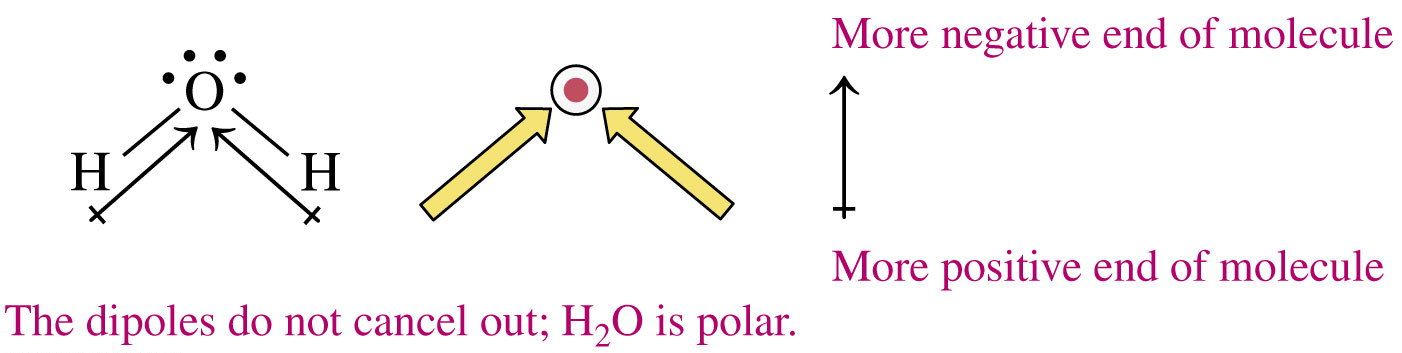 More negative end of molecule
O
H H
More positive end of molecule
The dipoles do not cancel out; H₂O is polar.